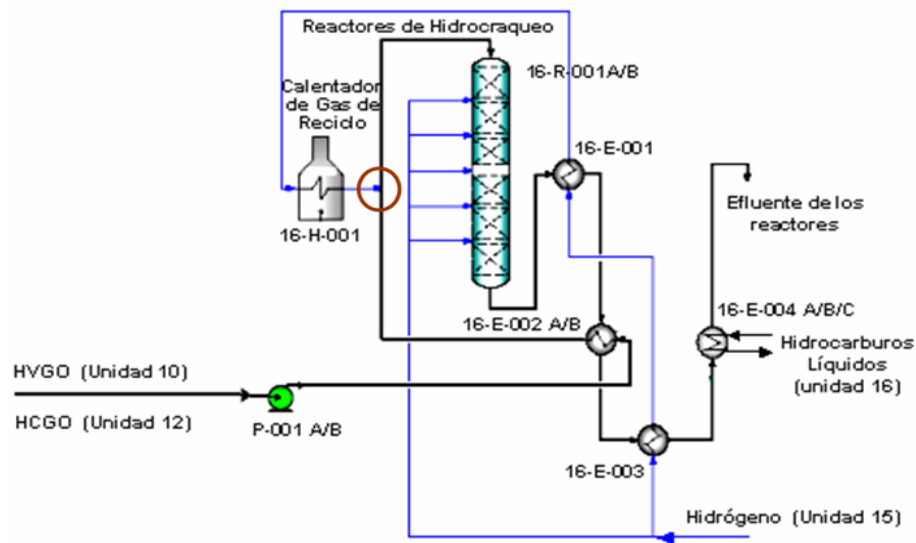 Reactores de Hidrocraqueo
16-R-001A/B
Calentador
de Gas de
Reciclo
16-E-001
Efluente de los
reactores
16-H-001
16-E-002 A/B
16-E-004 A/B/C
Hidrocarburos
Líquidos
(unidad 16)
HVGO (Unidad 10)
HCGO (Unidad 12)
P-001 A/B
16-E-003
Hidrógeno (Unidad 15)